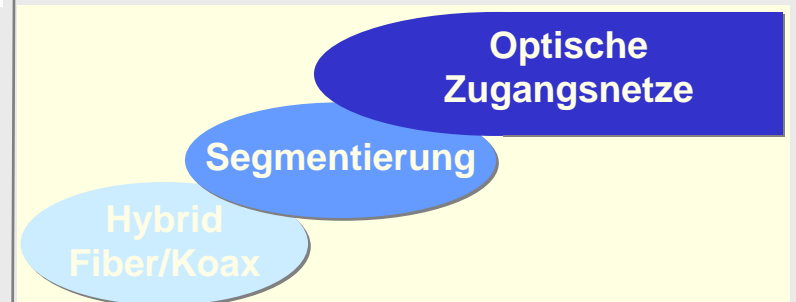 Optische
Zugangsnetze
Segmentierung
Hybrid
Fiber/Koax